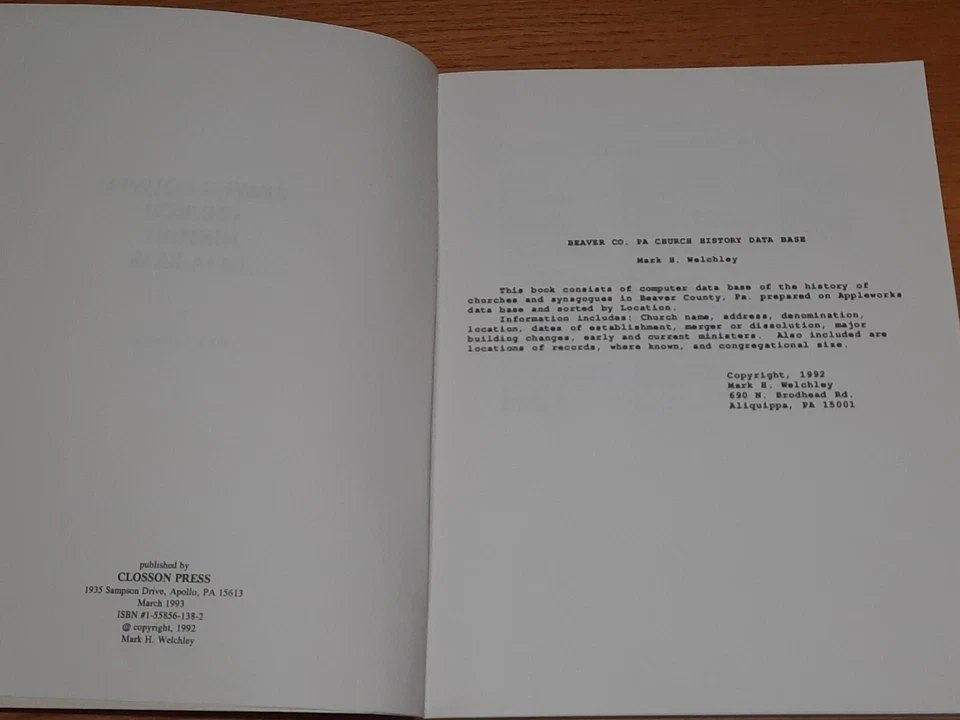 published by
CLOSSON PRESS
1935 Sampson Drive, Apollo, PA 15613
March 1993
ISBN #1-55856-138-2
@ copyright, 1992
Mark H. Welchley
BEAVER CO. PA CHURCH HISTORY DATA BASE
Mark H. Welchley
This book consists of computer data base of the history of
churches and synagogues in Beaver County, Pa. prepared on Appleworks
data base and sorted by Location.
Information includes: Church name, address, denomination,
location, dates of establishment, merger or dissolution, major
building changes, early and current ministers. Also included are
locations of records, where known, and congregational size.
Copyright, 1992
Mark H. Welchley
690 N. Brodhead Rd.
Aliquippa, PA 15001